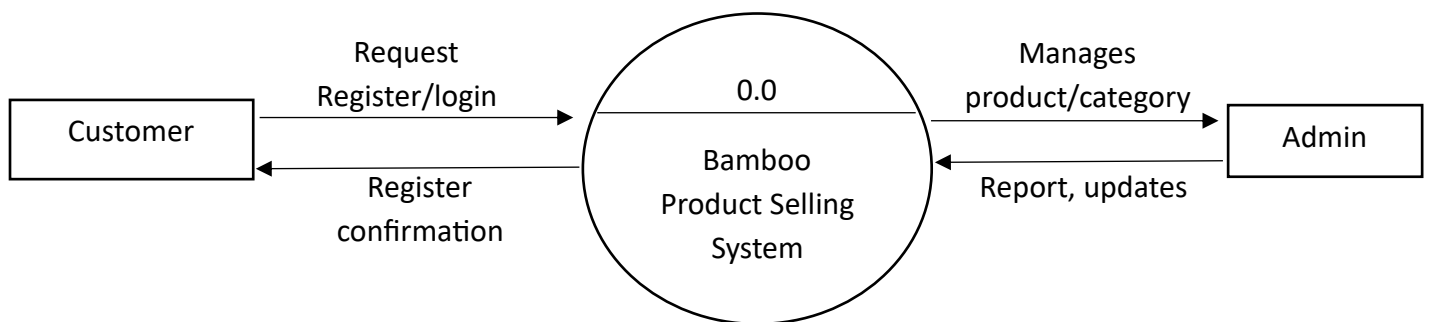 Customer
Request
Register/login
Register
confirmation
0.0
Bamboo
Product Selling
System
Manages
product/category
Report, updates
Admin